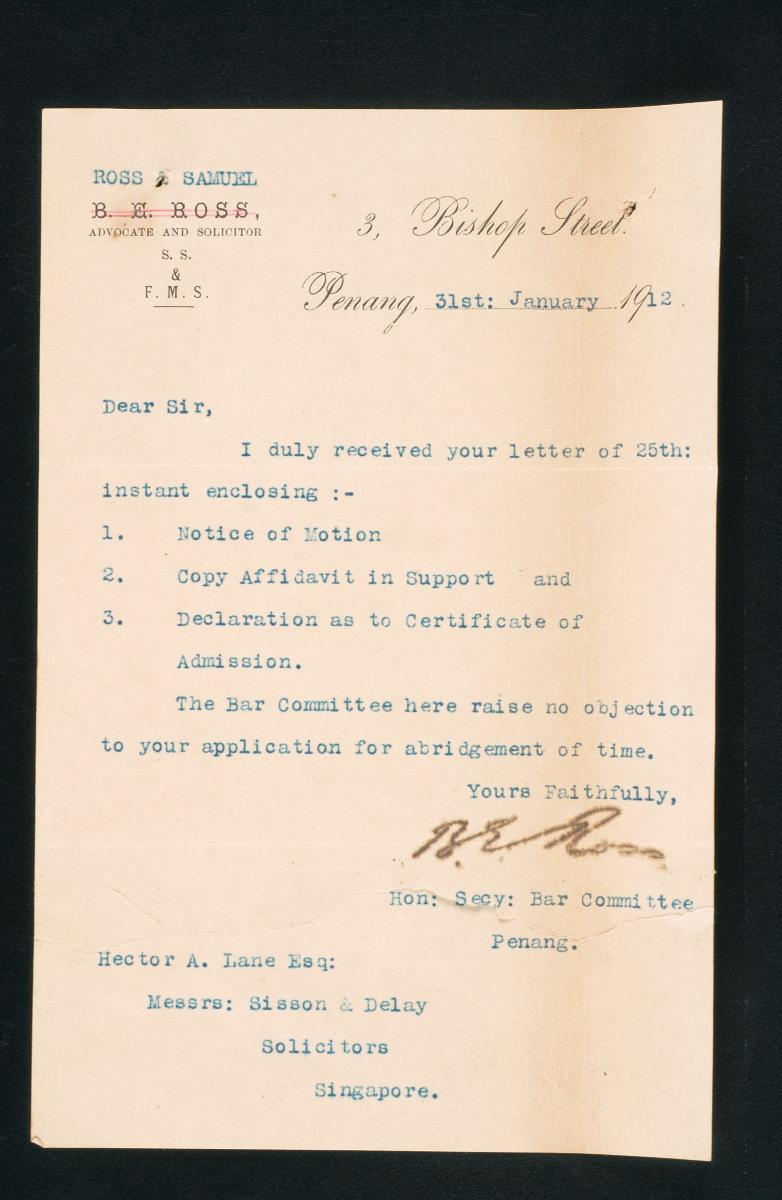 ROSS & SAMUEL
B. E. ROSS,
ADVOCATE AND SOLICITOR
S. S.
&
F. M. S.
3, Bishop Street.
Penang, 31st: January 1912.
Dear Sir,
I duly received your letter of 25th:
instant enclosing :-
1. Notice of Motion
2. Copy Affidavit in Support and
3. Declaration as to Certificate of
Admission.
The Bar Committee here raise no objection
to your application for abridgement of time.
Yours Faithfully,
B. E. Ross
Hon: Secy: Bar Committee
Penang.
Hector A. Lane Esq:
Messrs: Sisson & Delay
Solicitors
Singapore.